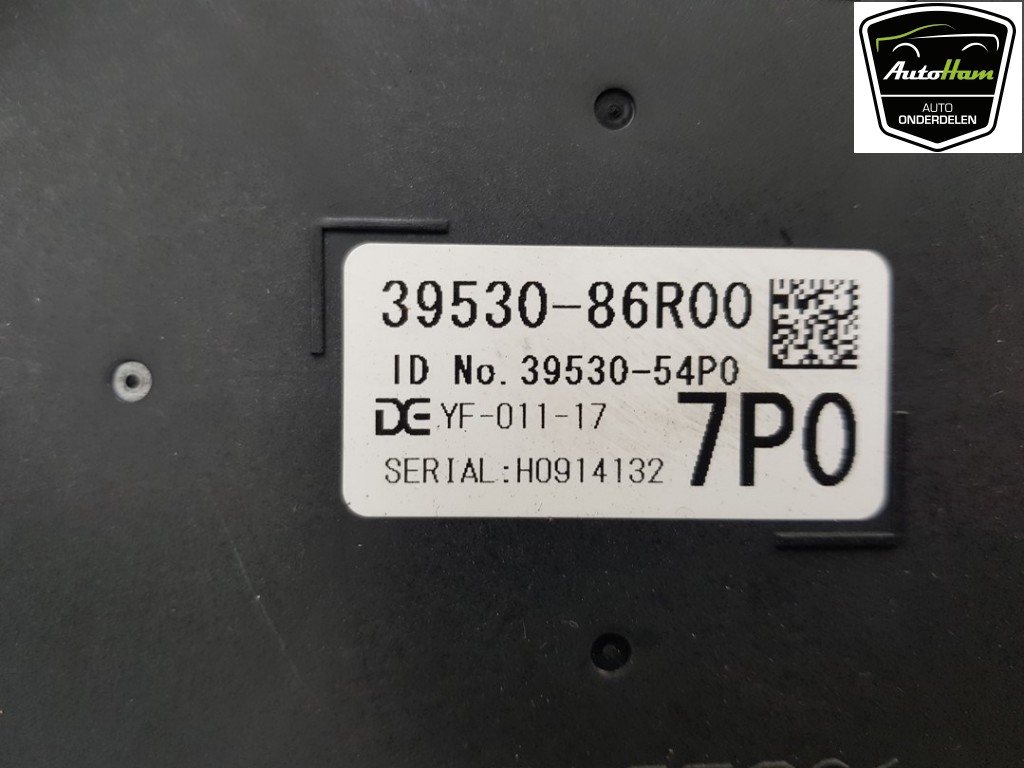 AutoHam
AUTO
ONDERDELEN
39530-86R00
ID No. 39530-54P0
DE YF-011-17
7P0
SERIAL:H0914132